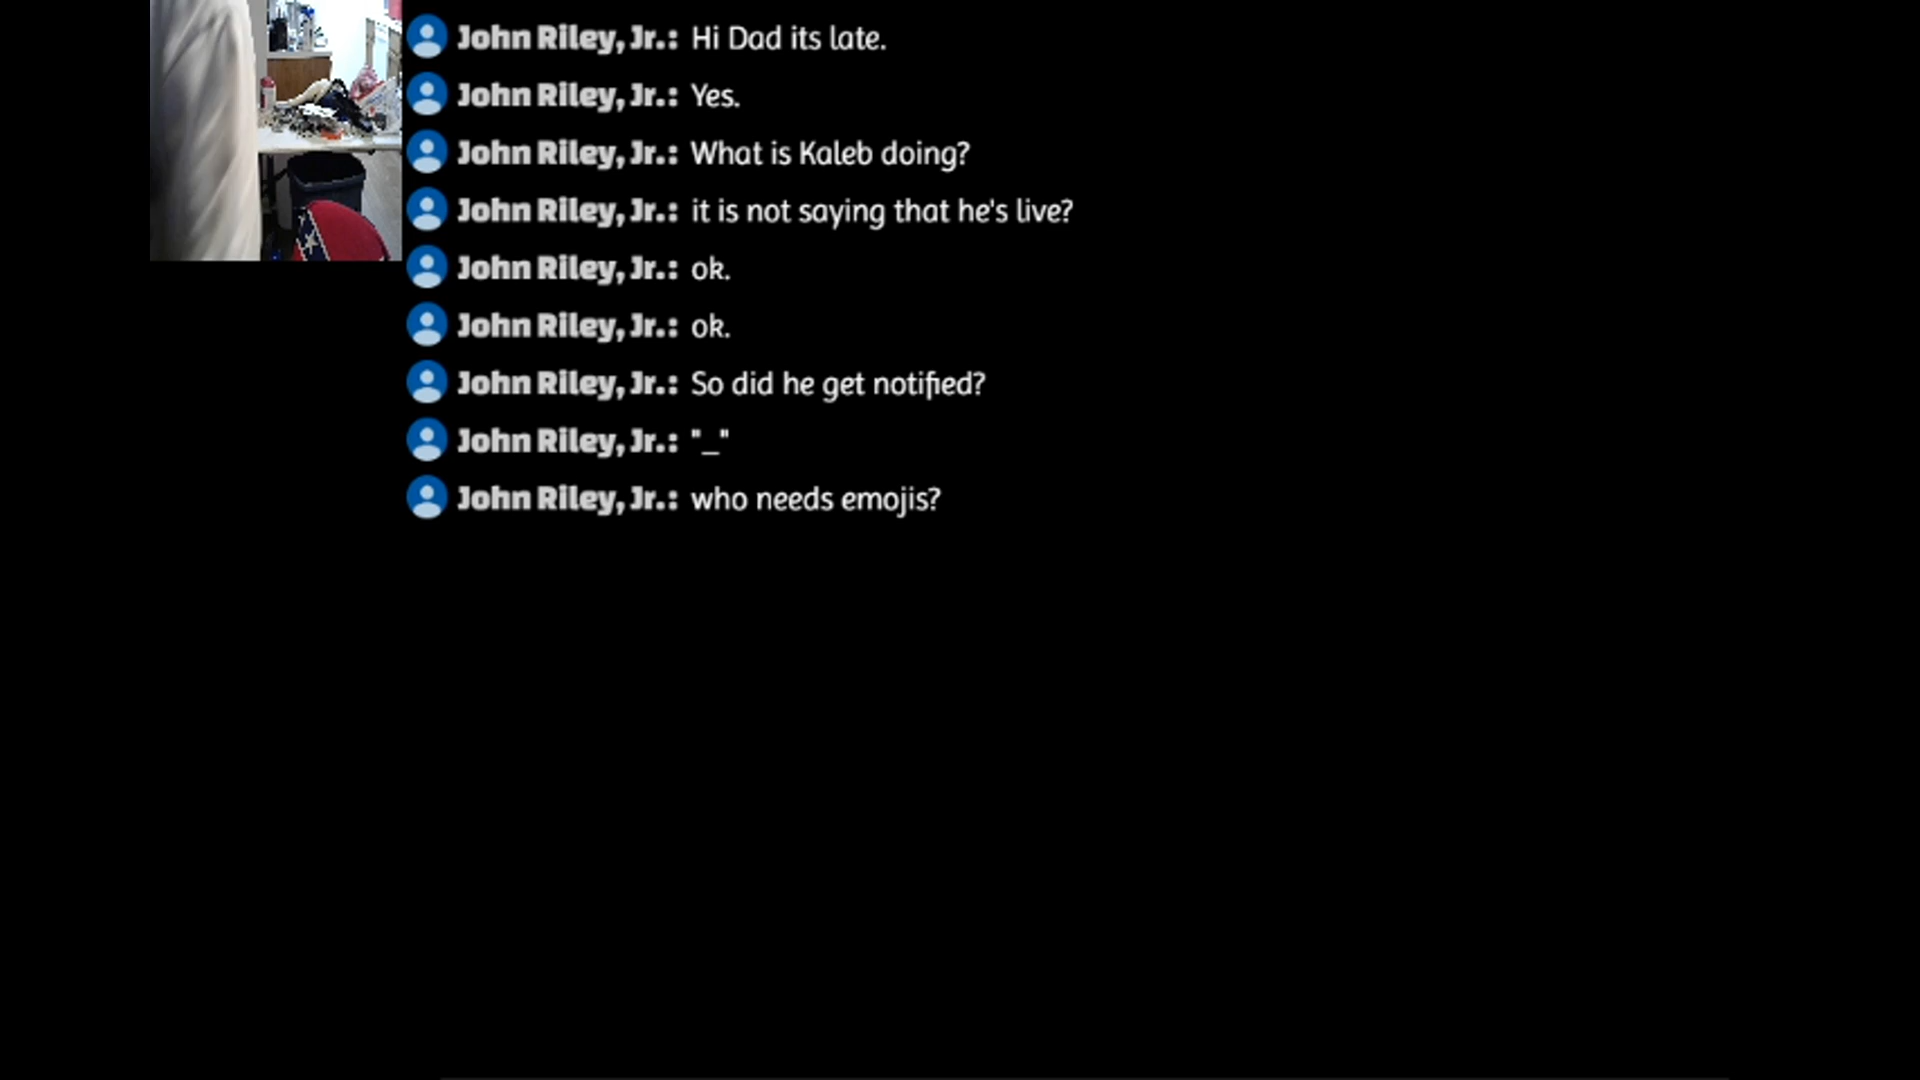 John Riley, Jr.: Hi Dad its late.
John Riley, Jr.: Yes.
John Riley, Jr.: What is Kaleb doing?
John Riley, Jr.: it is not saying that he's live?
John Riley, Jr.: ok.
John Riley, Jr.: ok.
John Riley, Jr.: So did he get notified?
John Riley, Jr.: "_"
John Riley, Jr.: who needs emojis?